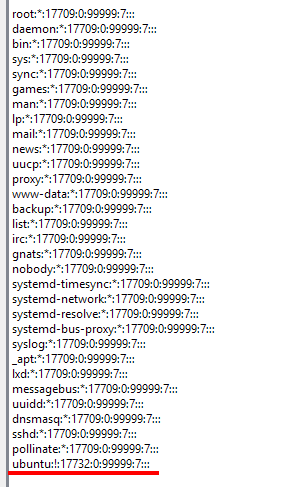 root:*:17709:0:99999:7:::
daemon:*:17709:0:99999:7:::
bin:*:17709:0:99999:7:::
sys:*:17709:0:99999:7:::
sync:*:17709:0:99999:7:::
games:*:17709:0:99999:7:::
man:*:17709:0:99999:7:::
lp:*:17709:0:99999:7:::
mail:*:17709:0:99999:7:::
news:*:17709:0:99999:7:::
uucp:*:17709:0:99999:7:::
proxy:*:17709:0:99999:7:::
www-data:*:17709:0:99999:7:::
backup:*:17709:0:99999:7:::
list:*:17709:0:99999:7:::
irc:*:17709:0:99999:7:::
gnats:*:17709:0:99999:7:::
nobody:*:17709:0:99999:7:::
systemd-timesync:*:17709:0:99999:7:::
systemd-network:*:17709:0:99999:7:::
systemd-resolve:*:17709:0:99999:7:::
systemd-bus-proxy:*:17709:0:99999:7:::
syslog:*:17709:0:99999:7:::
_apt:*:17709:0:99999:7:::
lxd:*:17709:0:99999:7:::
messagebus:*:17709:0:99999:7:::
uuidd:*:17709:0:99999:7:::
dnsmasq:*:17709:0:99999:7:::
sshd:*:17709:0:99999:7:::
pollinate:*:17709:0:99999:7:::
ubuntu:!:17732:0:99999:7:::